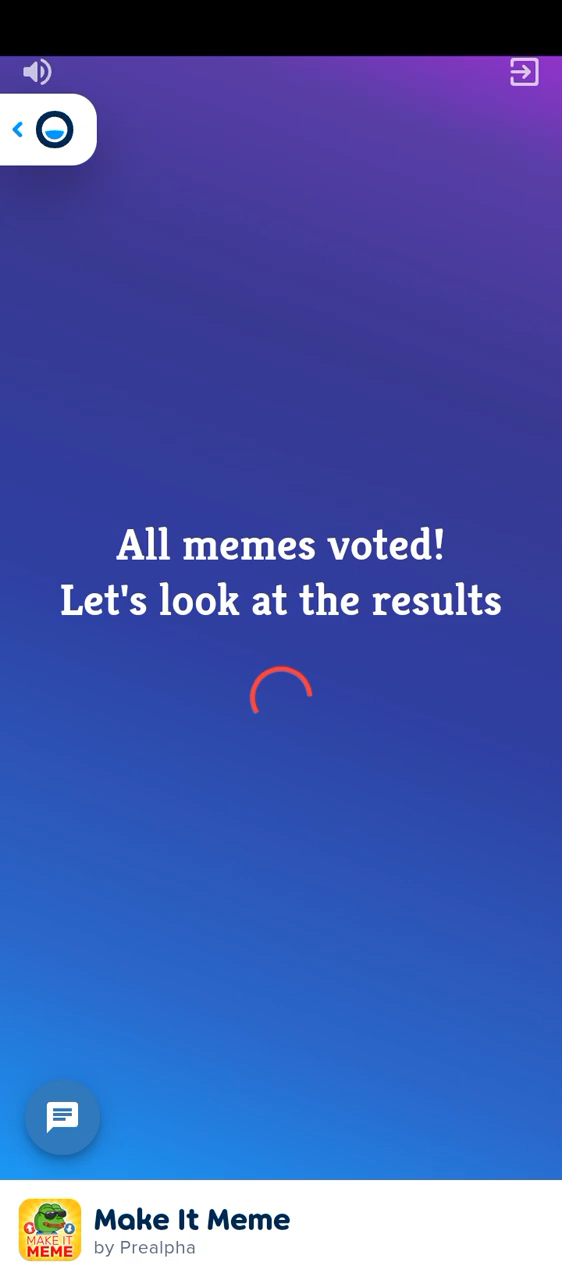 All memes voted!
Let's look at the results
MAKE IT
MEME
Make It Meme
by Prealpha